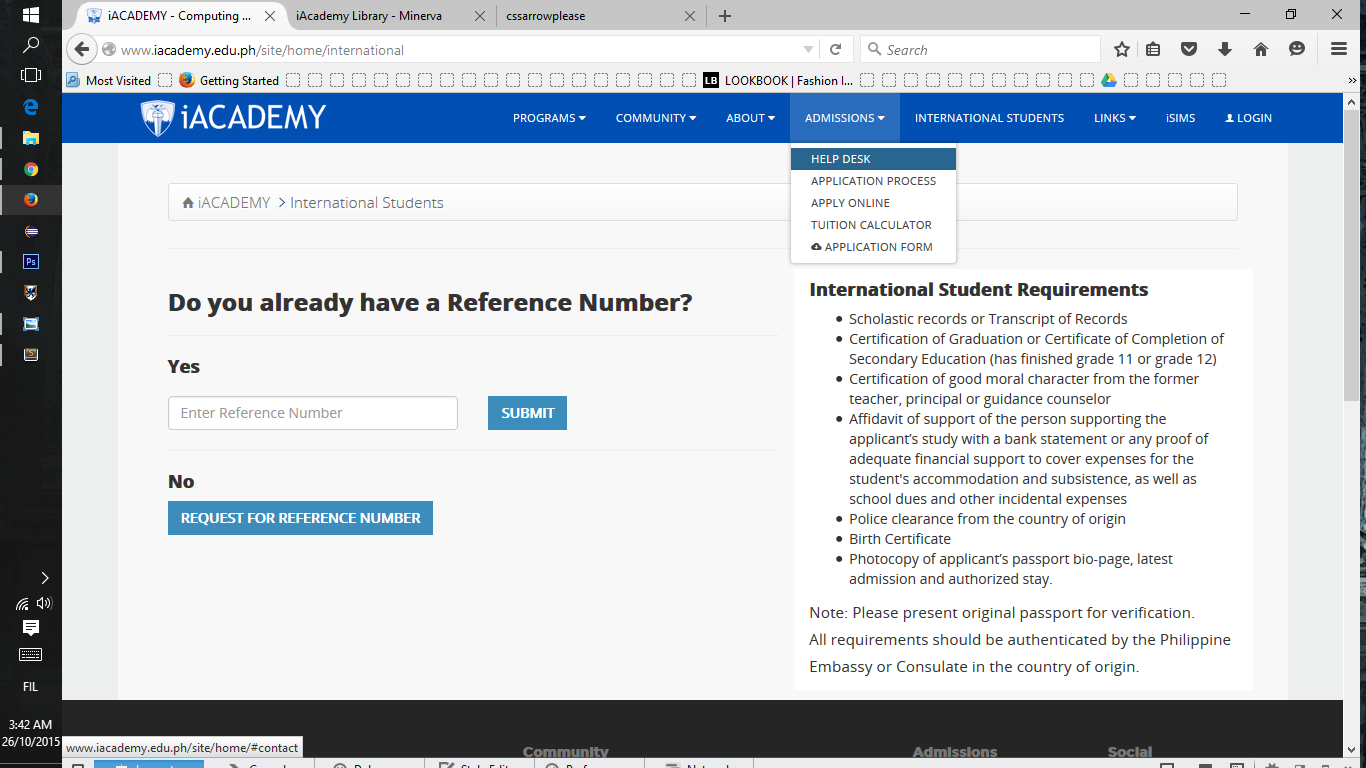 iACADEMY - Computing ...
iAcademy Library - Minerva
cssarrowplease
www.iacademy.edu.ph/site/home/international
Search
Most Visited
Getting Started
LB
LOOKBOOK | Fashion I...
iACADEMY
PROGRAMS
COMMUNITY
ABOUT
ADMISSIONS
INTERNATIONAL STUDENTS
LINKS
iSIMS
LOGIN
HELP DESK
APPLICATION PROCESS
APPLY ONLINE
TUITION CALCULATOR
APPLICATION FORM
iACADEMY > International Students
Do you already have a Reference Number?
Yes
Enter Reference Number
SUBMIT
No
REQUEST FOR REFERENCE NUMBER
International Student Requirements
Scholastic records or Transcript of Records
Certification of Graduation or Certificate of Completion of
Secondary Education (has finished grade 11 or grade 12)
Certification of good moral character from the former
teacher, principal or guidance counselor
Affidavit of support of the person supporting the
applicant’s study with a bank statement or any proof of
adequate financial support to cover expenses for the
student's accommodation and subsistence, as well as
school dues and other incidental expenses
Police clearance from the country of origin
Birth Certificate
Photocopy of applicant’s passport bio-page, latest
admission and authorized stay.
Note: Please present original passport for verification.
All requirements should be authenticated by the Philippine
Embassy or Consulate in the country of origin.
Community
Admissions
Social
www.iacademy.edu.ph/site/home/#contact
Ps
FIL
3:42 AM
26/10/2015